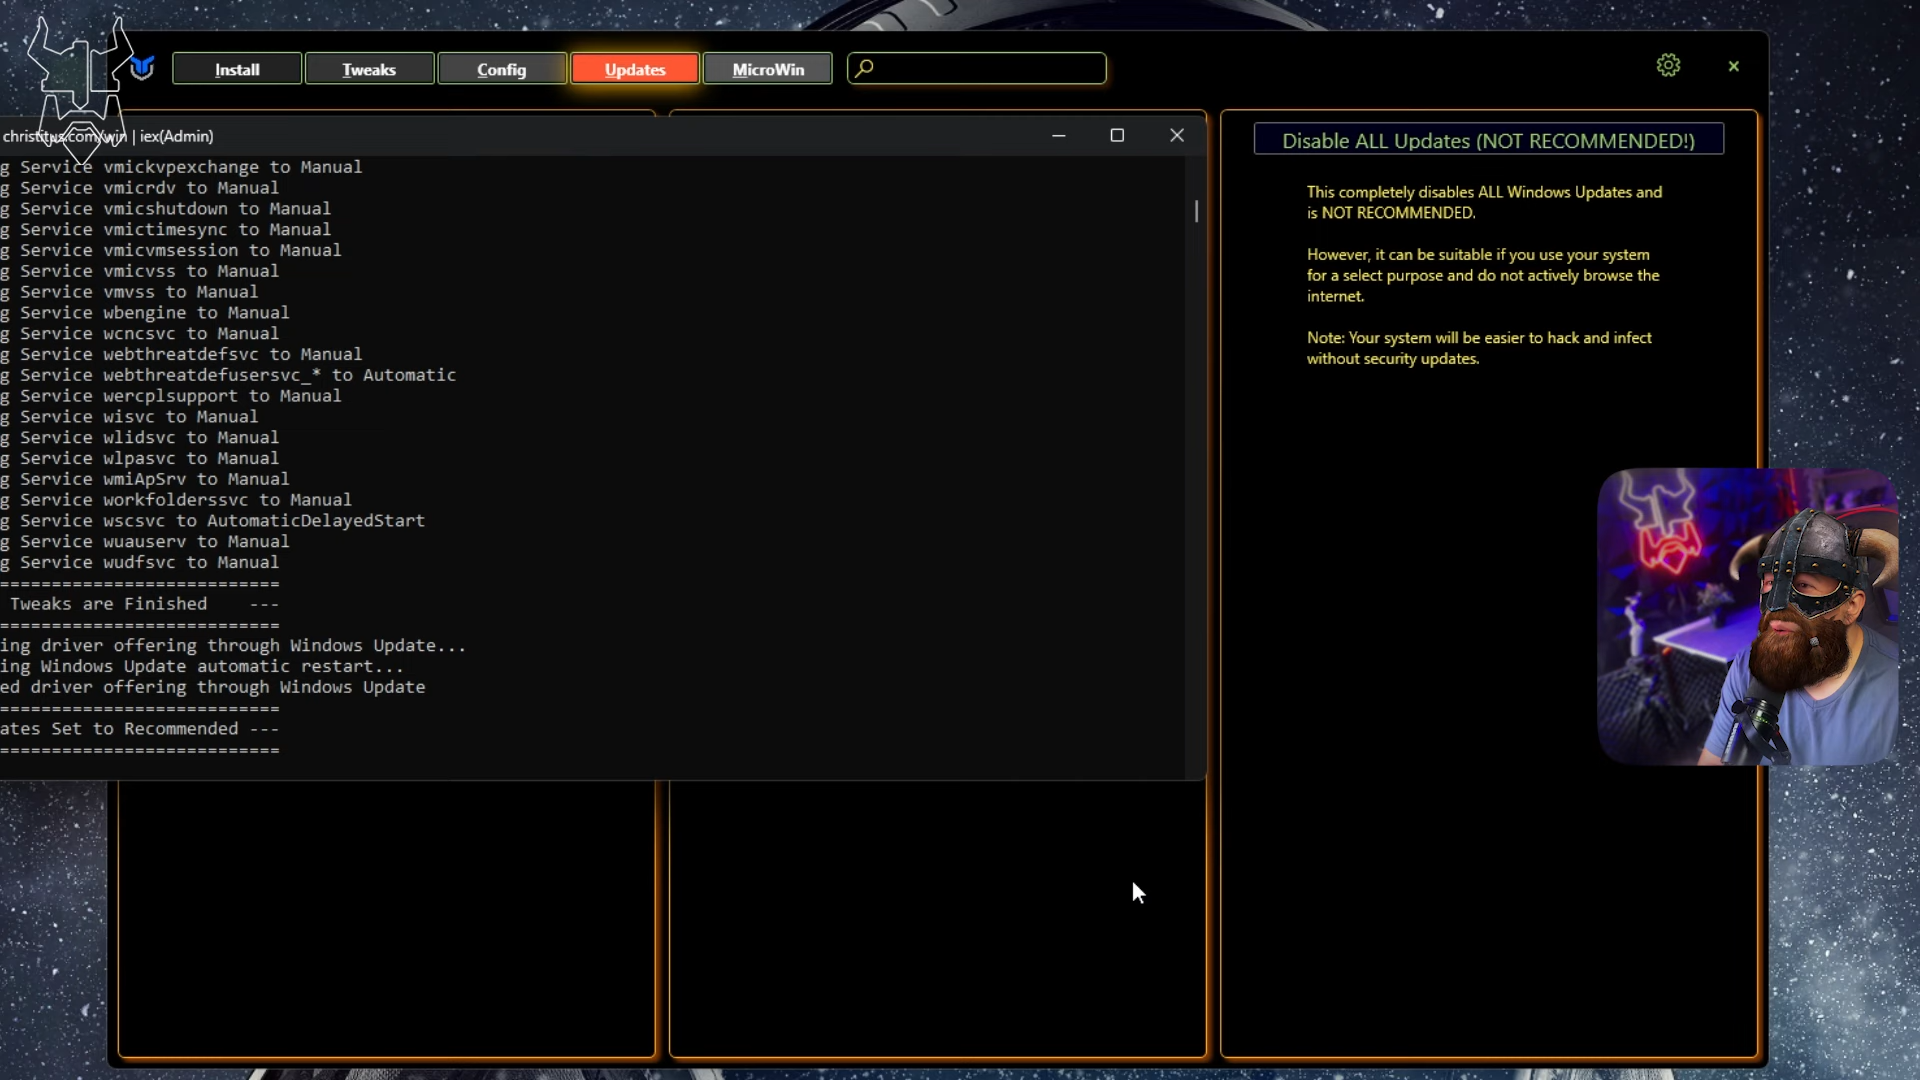 Install
Tweaks
Config
Updates
MicroWin
christitus.com/win | iex(Admin)
g Service vmickvpexchange to Manual
g Service vmicrdv to Manual
g Service vmicshutdown to Manual
g Service vmictimesync to Manual
g Service vmicvmsession to Manual
g Service vmicvss to Manual
g Service vmvss to Manual
g Service wbengine to Manual
g Service wcncsvc to Manual
g Service webthreatdefsvc to Manual
g Service webthreatdefusersvc_* to Automatic
g Service wercplsupport to Manual
g Service wisvc to Manual
g Service wlidsvc to Manual
g Service wlpasvc to Manual
g Service wmiApSrv to Manual
g Service workfolderssvc to Manual
g Service wscsvc to AutomaticDelayedStart
g Service wuauserv to Manual
g Service wudfsvc to Manual
===========================
Tweaks are Finished    ---
===========================
ing driver offering through Windows Update...
ing Windows Update automatic restart...
ed driver offering through Windows Update
===========================
ates Set to Recommended ---
===========================
Disable ALL Updates (NOT RECOMMENDED!)
This completely disables ALL Windows Updates and
is NOT RECOMMENDED.
However, it can be suitable if you use your system
for a select purpose and do not actively browse the
internet.
Note: Your system will be easier to hack and infect
without security updates.